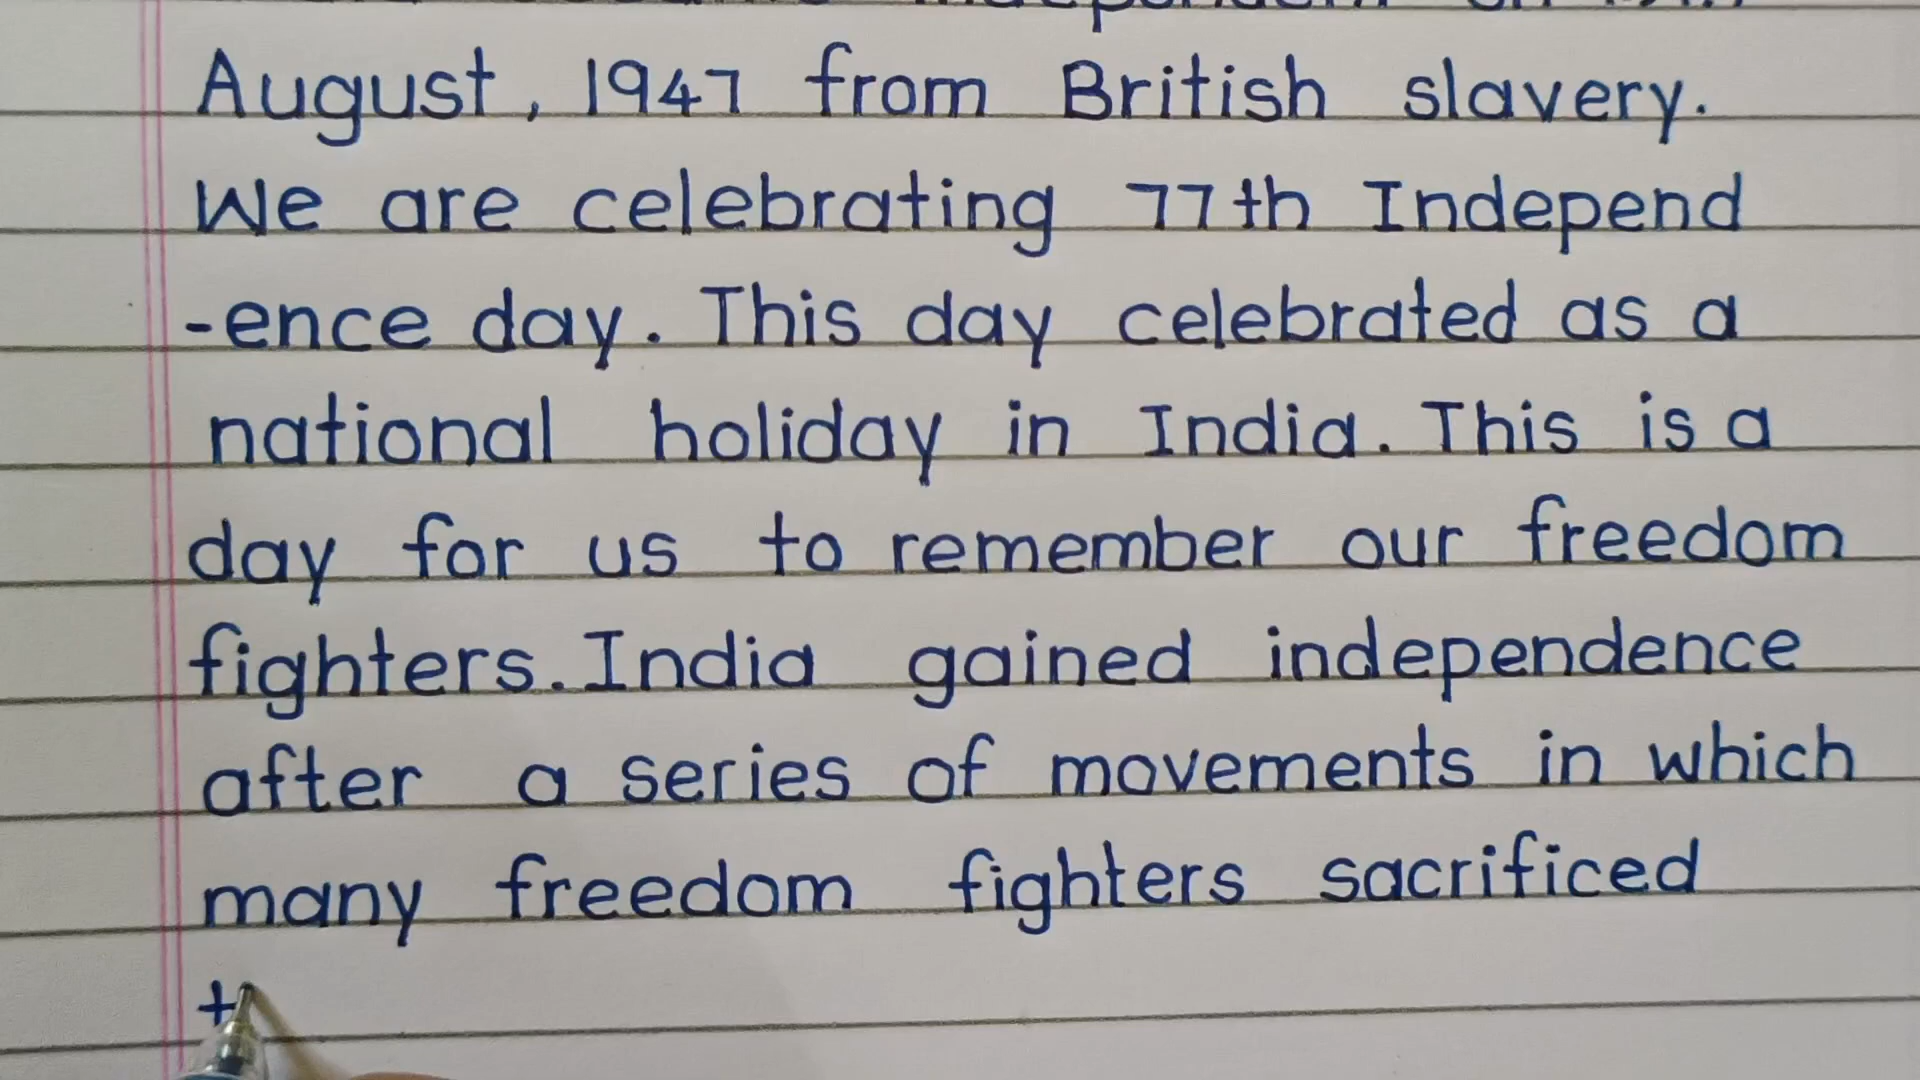 August, 1947 from British slavery.
We are celebrating 77th Independ
-ence day. This day celebrated as a
national holiday in India. This is a
day for us to remember our freedom
fighters. India gained independence
after a series of movements in which
many freedom fighters sacrificed
t